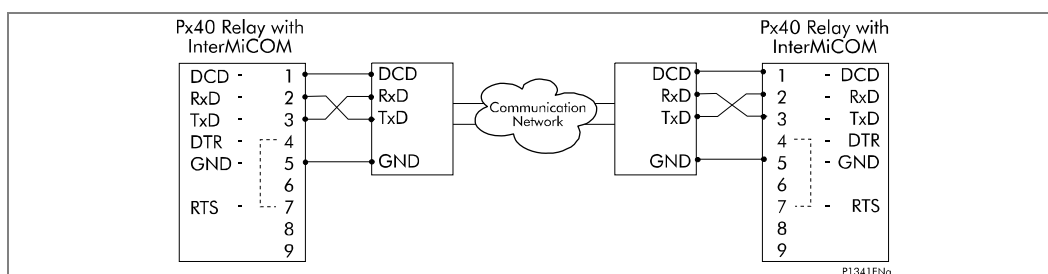 Px40 Relay with
InterMiCOM
DCD - 1
RxD - 2
TxD - 3
DTR - 4
GND - 5
6
RTS - 7
8
9
DCD
RxD
TxD
GND
Communication
Network
DCD
RxD
TxD
GND
Px40 Relay with
InterMiCOM
1 - DCD
2 - RxD
3 - TxD
4 - DTR
5 - GND
6
7 - RTS
8
9
P1341ENa